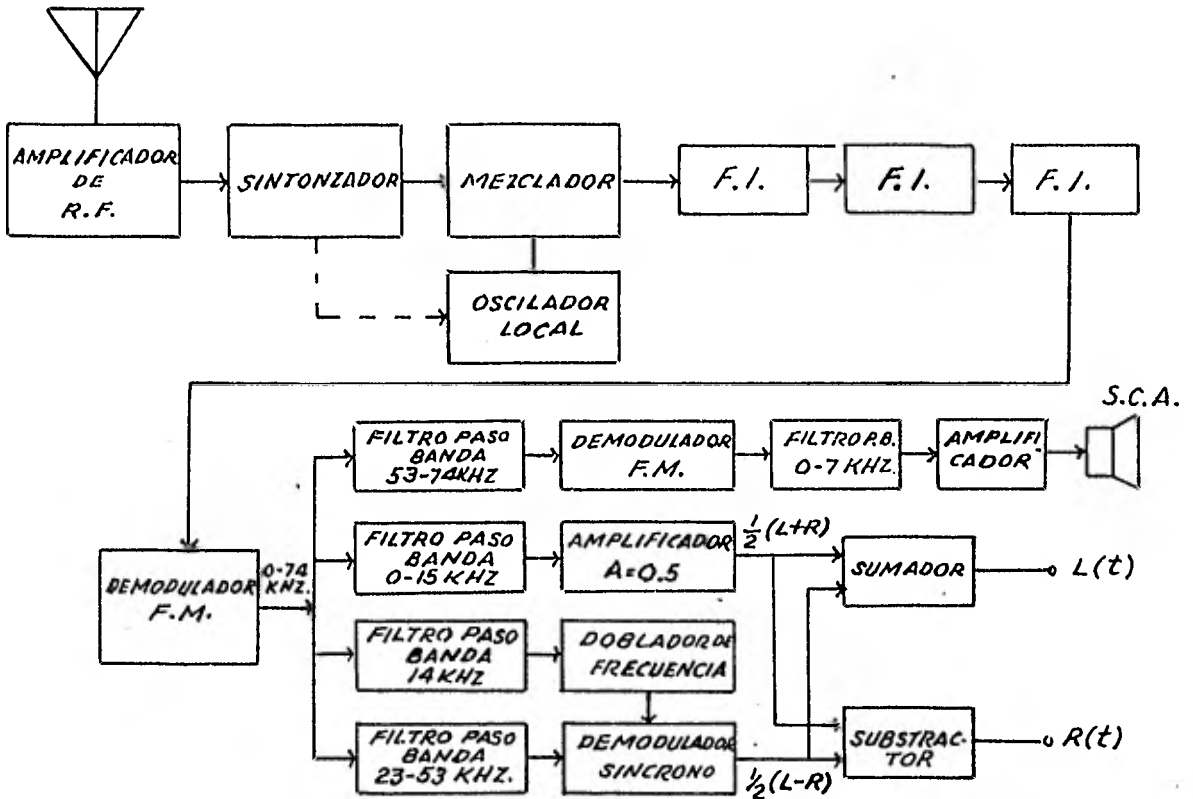 AMPLIFICADOR
DE
R.F.
SINTONZADOR
MEZCLADOR
F.I.
F.I.
F.I.
OSCILADOR
LOCAL
S.C.A.
FILTRO PASO
BANDA
53-74KHZ
DEMODULADOR
F.M.
FILTRO P.B.
0-7 KHZ.
AMPLIFI
CADOR
DEMODULADOR
F.M.
0-74
KHZ.
FILTRO PASO
BANDA
0-15 KHZ
AMPLIFICADOR
A=0.5
½(L+R)
SUMADOR
L(t)
FILTRO PASO
BANDA
14KHZ
DOBLADOR DE
FRECUENCIA
FILTRO PASO
BANDA
23-53 KHZ.
DEMODULADOR
SINCRONO
½(L-R)
SUBSTRAC-
TOR
R(t)